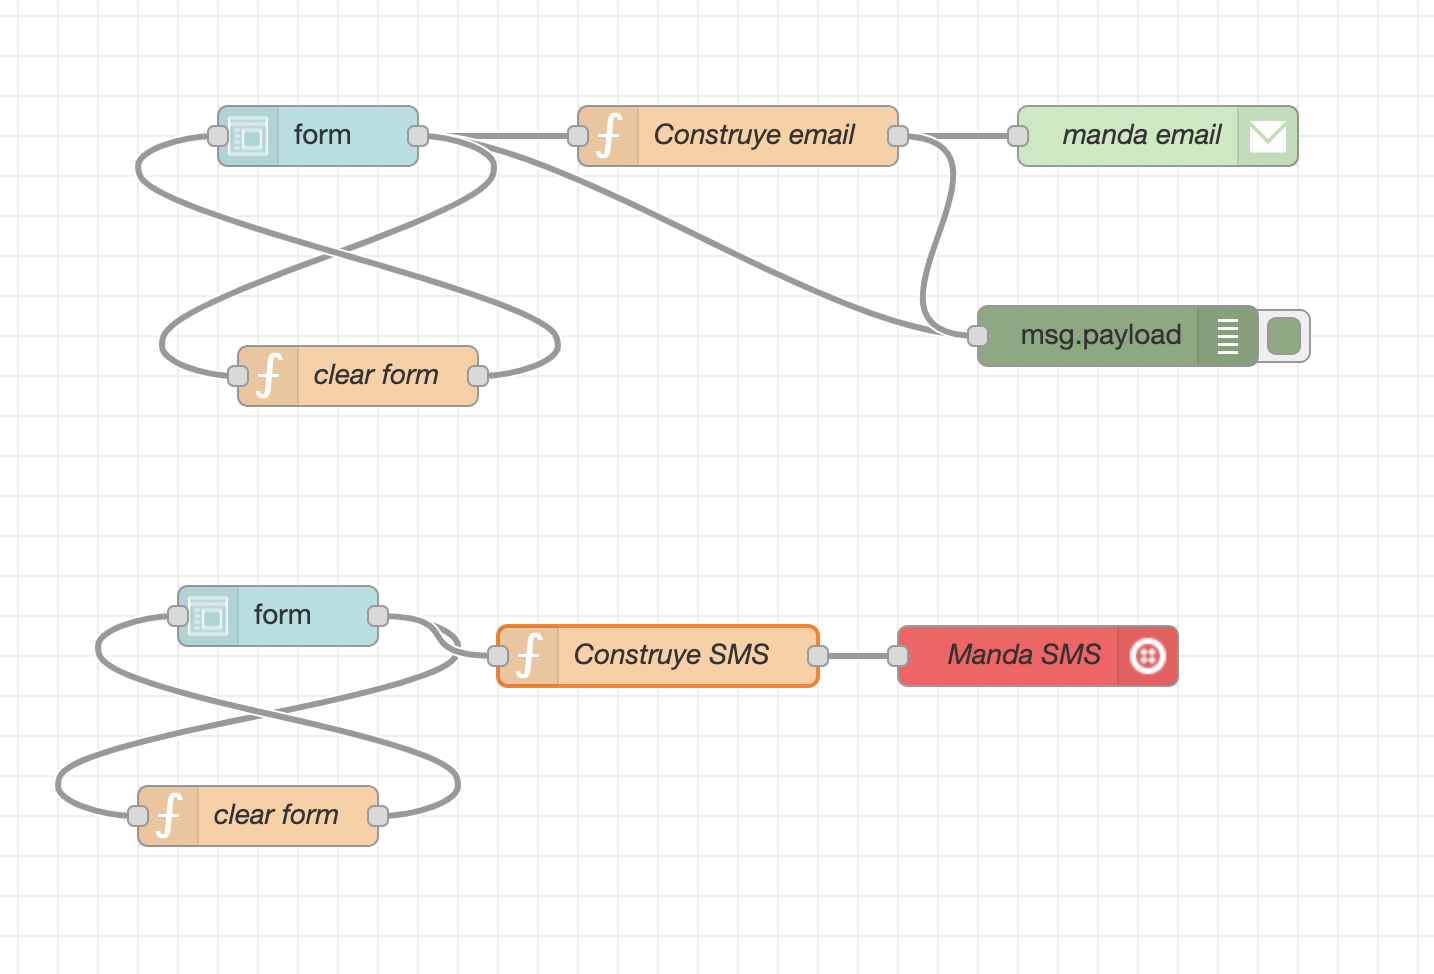 form
Construye email
manda email
msg.payload
clear form
form
Construye SMS
Manda SMS
clear form